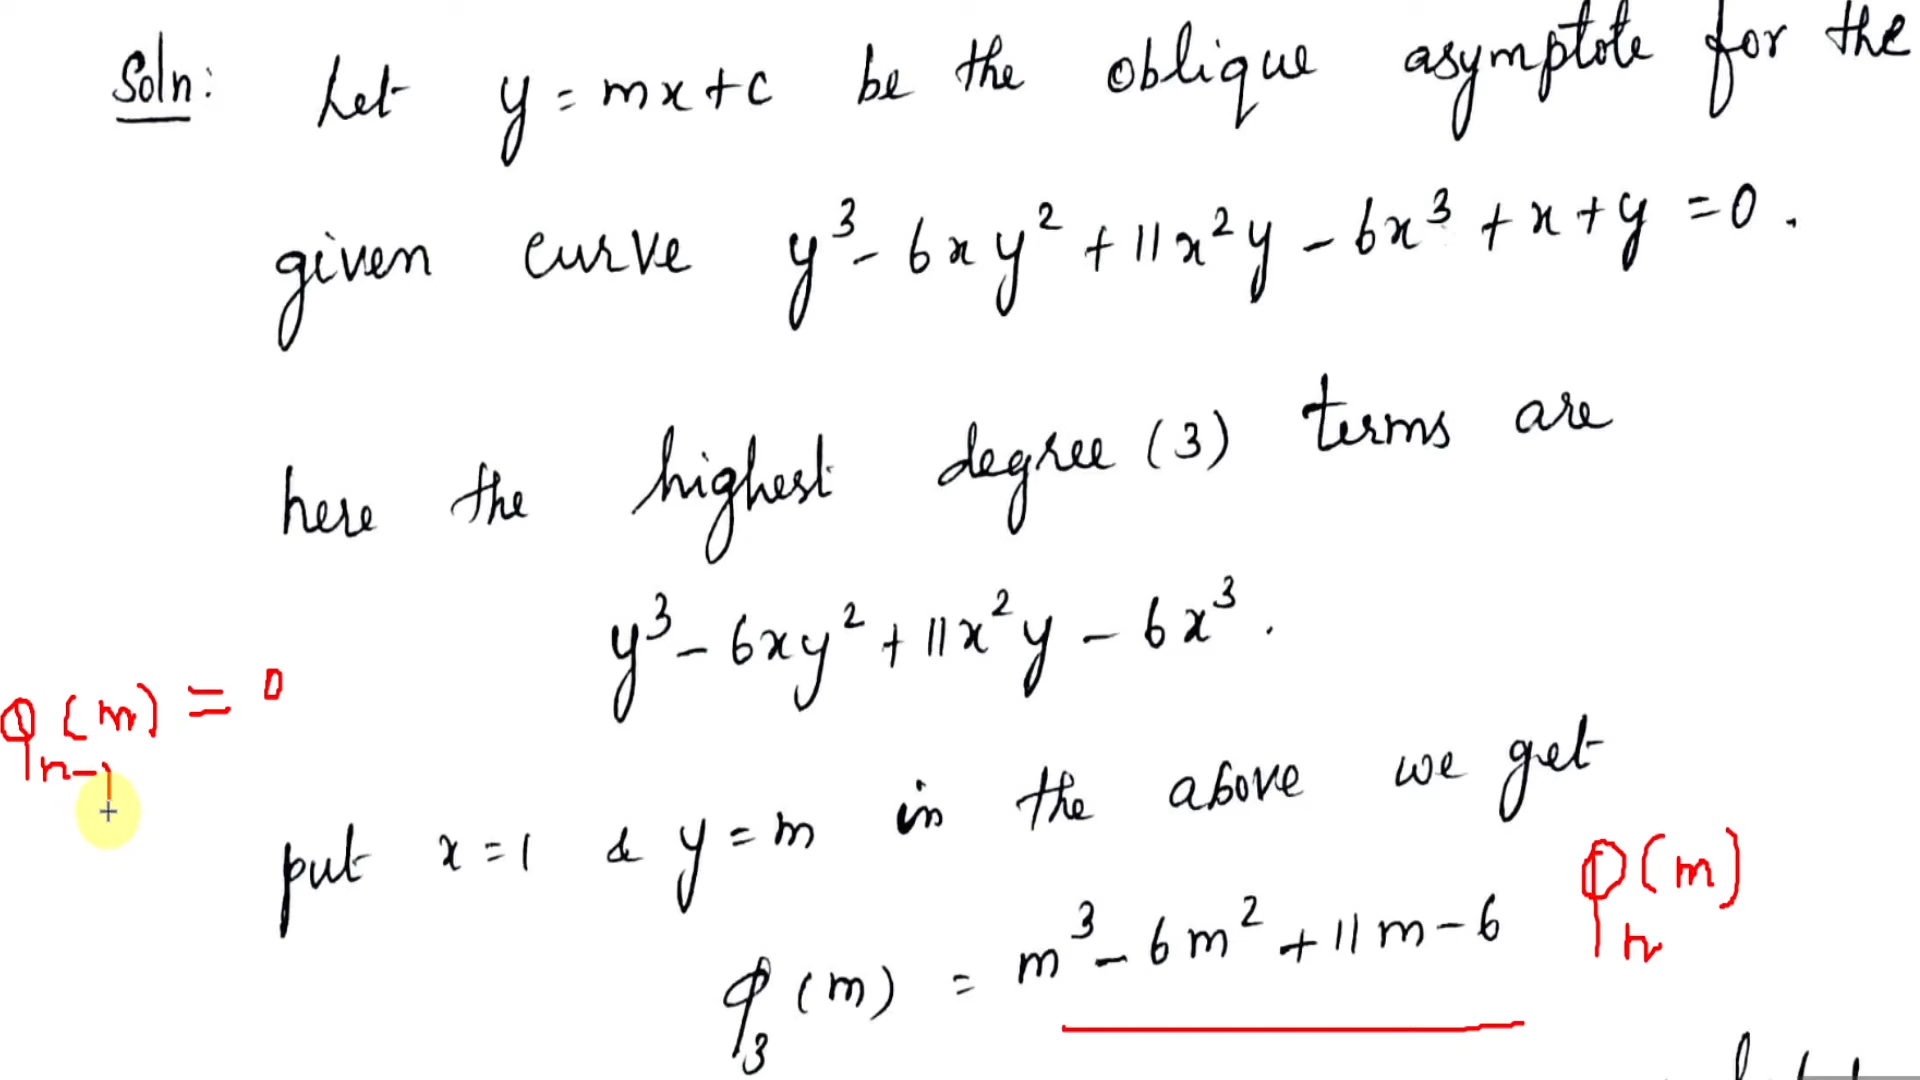 Soln: Let y = mx + c be the oblique asymptote for the
given curve y³ - 6xy² + 11x²y - 6x³ + x + y = 0.
here the highest degree (3) terms are
y³ - 6xy² + 11x²y - 6x³.
φₙ₋₁(m) = 0
put x = 1 & y = m in the above we get
φₙ(m)
φ₃(m) = m³ - 6m² + 11m - 6